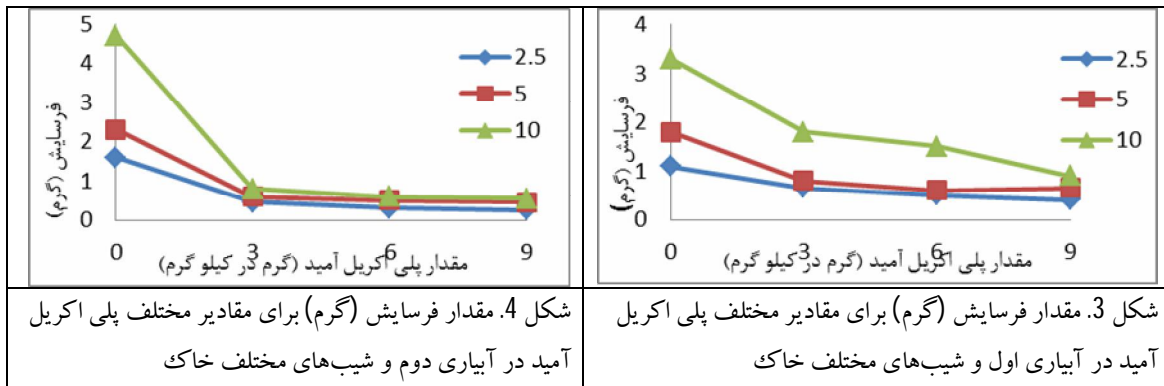 4
3
2
1
0
فرسایش (گرم)
2.5
5
10
0 3 6 9
مقدار پلی اکریل آمید (گرم در کیلو گرم)
شکل 3. مقدار فرسایش (گرم) برای مقادیر مختلف پلی اکریل
آمید در آبیاری اول و شیب‌های مختلف خاک
5
4
3
2
1
0
فرسایش (گرم)
2.5
5
10
0 3 6 9
مقدار پلی اکریل آمید (گرم در کیلو گرم)
شکل 4. مقدار فرسایش (گرم) برای مقادیر مختلف پلی اکریل
آمید در آبیاری دوم و شیب‌های مختلف خاک